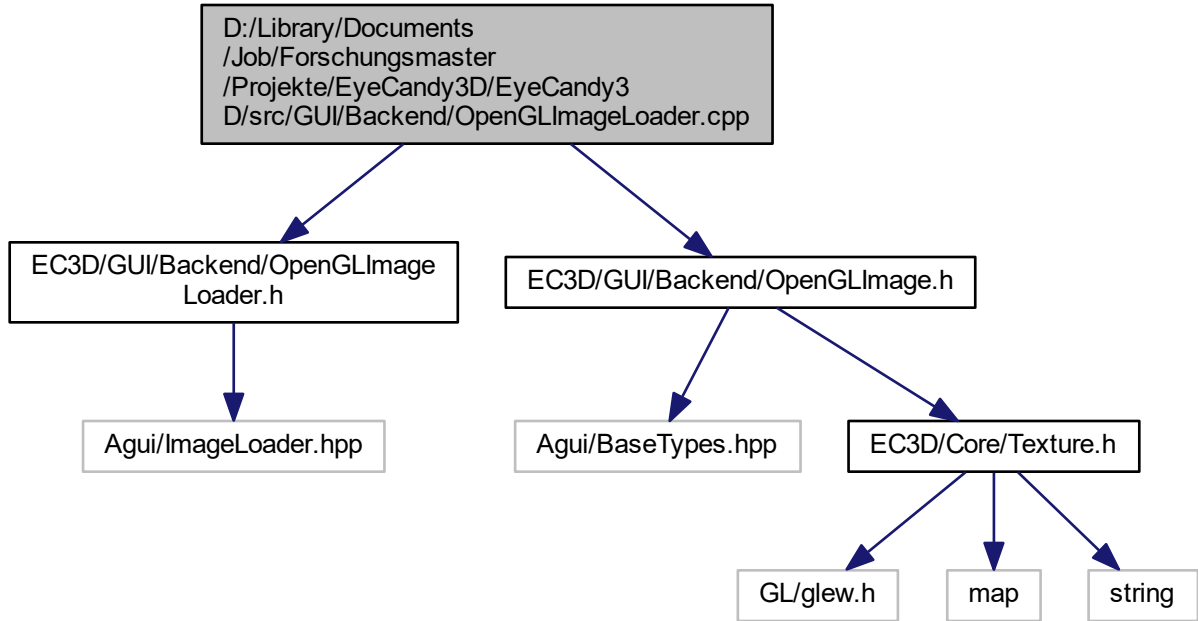 D:/Library/Documents
/Job/Forschungsmaster
/Projekte/EyeCandy3D/EyeCandy3
D/src/GUI/Backend/OpenGLImageLoader.cpp
EC3D/GUI/Backend/OpenGLImage
Loader.h
EC3D/GUI/Backend/OpenGLImage.h
Agui/ImageLoader.hpp
Agui/BaseTypes.hpp
EC3D/Core/Texture.h
GL/glew.h
map
string